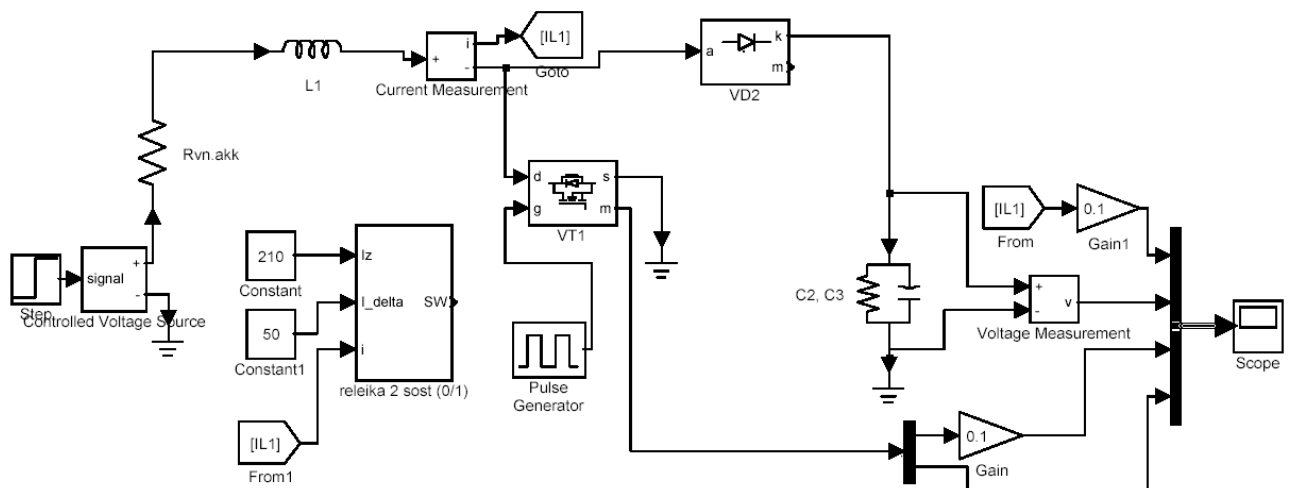 [IL1]
Goto
i
+
-
Current Measurement
L1
a
k
m
VD2
Rvn.akk
d
g
s
m
VT1
[IL1]
From
0.1
Gain1
signal
+
-
Step
Controlled Voltage Source
210
Constant
50
Constant1
Iz
I_delta
i
SW
releika 2 sost (0/1)
[IL1]
From1
Pulse
Generator
C2, C3
+
-
v
Voltage Measurement
Scope
0.1
Gain